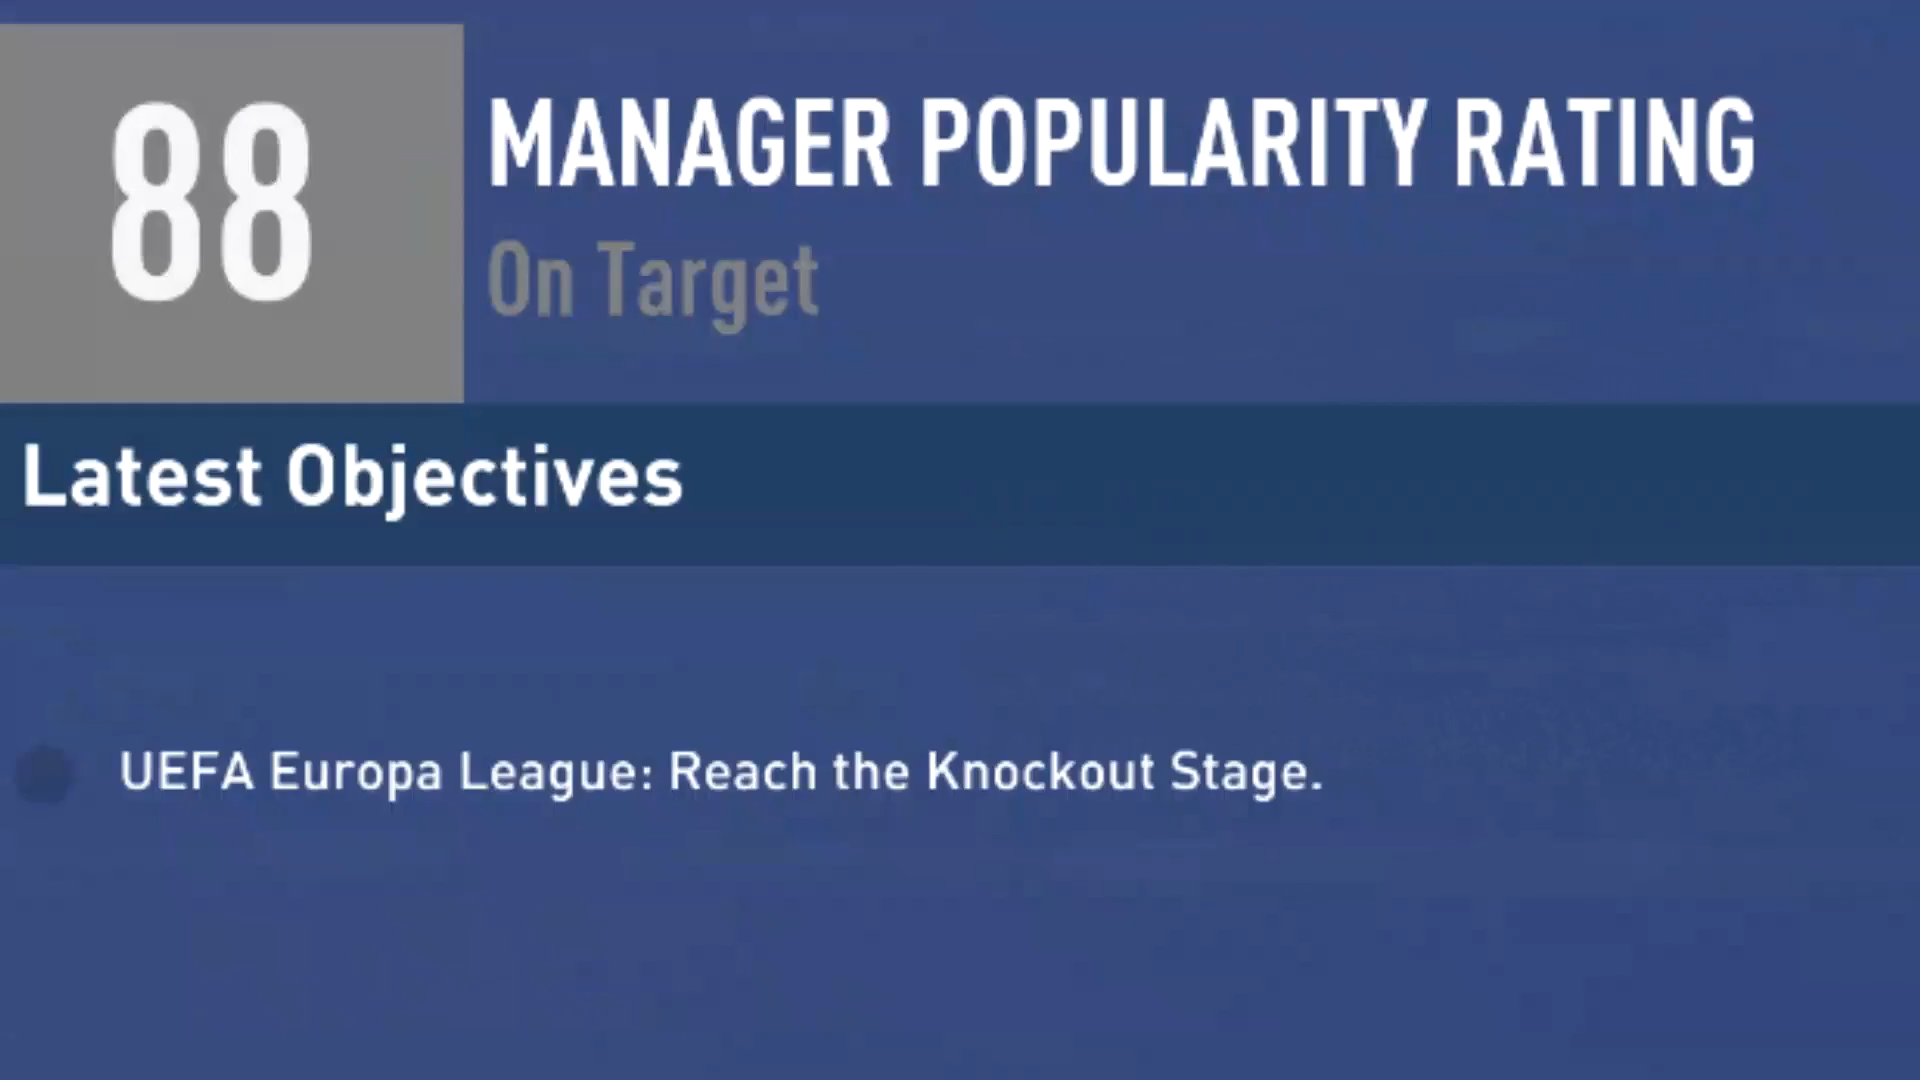 88
MANAGER POPULARITY RATING
On Target
Latest Objectives
UEFA Europa League: Reach the Knockout Stage.